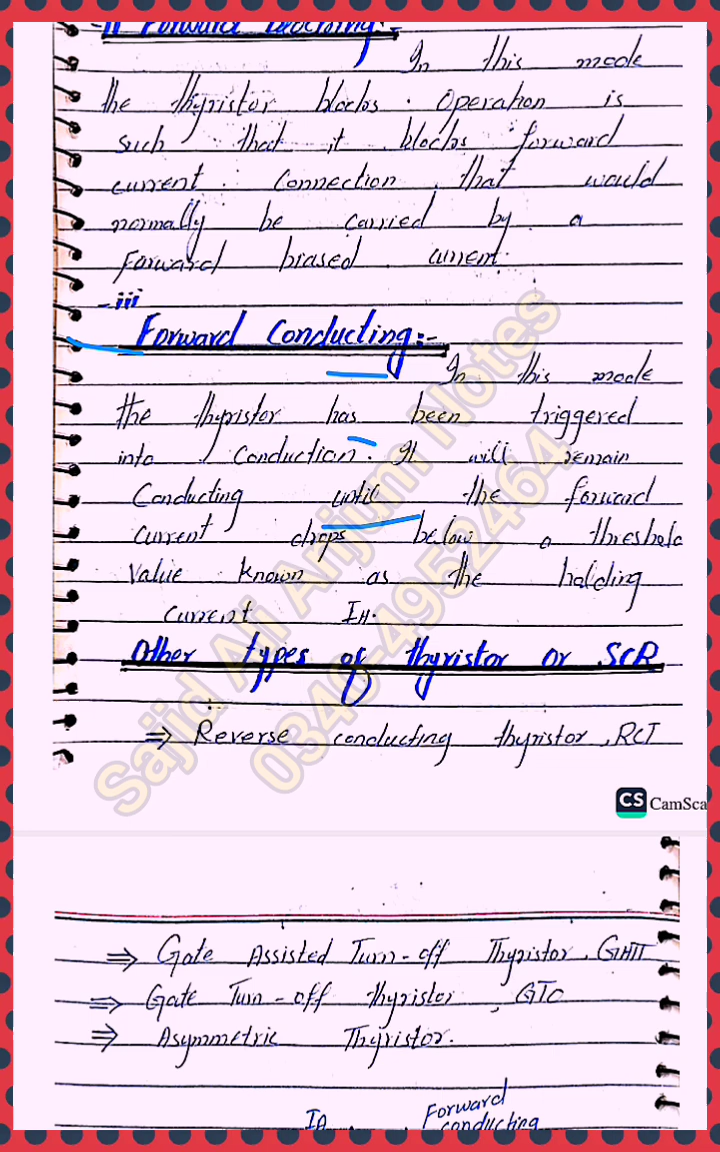 ii Forward blocking:-
In this mode
the thyristor blocks. Operation is
such that it blocks forward
current. Connection that would
normally be carried by a
Forward biased current.
-iii
Forward Conducting:-
In this mode
the thyristor has been triggered
into Conduction. It will remain
Conducting until the forward
current drops below a threshold
value known as the holding
current IH.
Other types of thyristor or SCR
⇒ Reverse conducting thyristor, RCT
Sajid Ali Anjum Notes
0348-4952464
CS CamSca
⇒ Gate Assisted Turn-off Thyristor, GATT
⇒ Gate Turn-off thyristor, GTO
⇒ Asymmetric Thyristor.
IA Forward
conducting